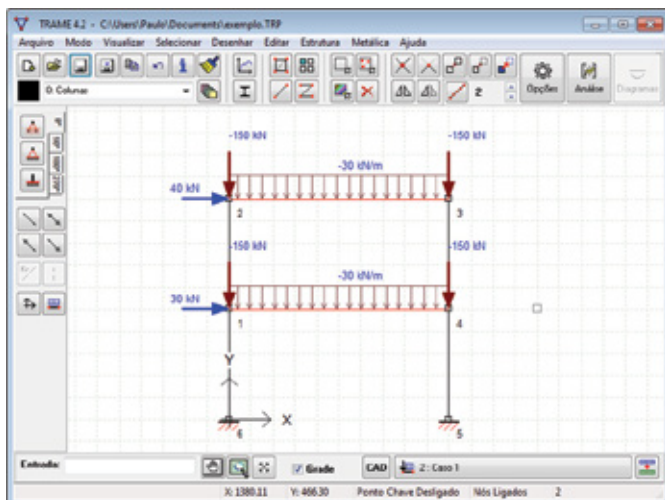 TRAME 4.2 - C:\Users\Paulo\Documents\exemplo.TRP
Arquivo Modo Visualizar Selecionar Desenhar Editar Estrutura Metálica Ajuda
0: Colunas
2
Opções
Análise
Diagramas
-150 kN
-150 kN
-30 kN/m
40 kN
2
3
-150 kN
-150 kN
-30 kN/m
30 kN
1
4
Y
X
6
5
Entrada:
Grade
CAD
2: Caso 1
X: 1380.11 Y: 466.30 Ponto Chave Desligado Nós Ligados 2